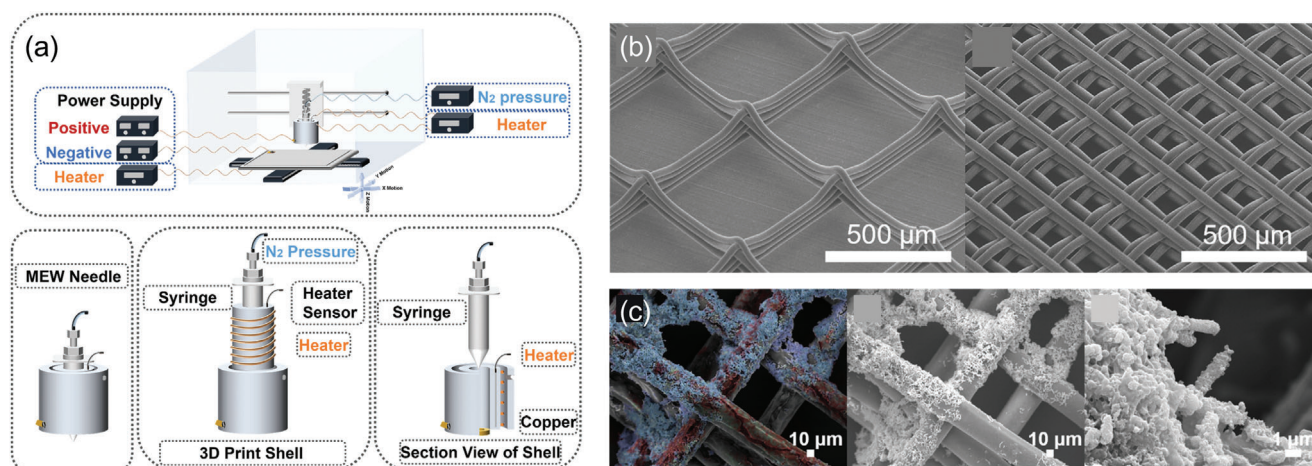 (a)
Power Supply
Positive
Negative
Heater
N₂ pressure
Heater
Y Motion
X Motion
Z Motion
MEW Needle
N₂ Pressure
Syringe
Heater
Sensor
Heater
3D Print Shell
Syringe
Heater
Copper
Section View of Shell
(b)
500 µm
500 µm
(c)
10 µm
10 µm
1 µm